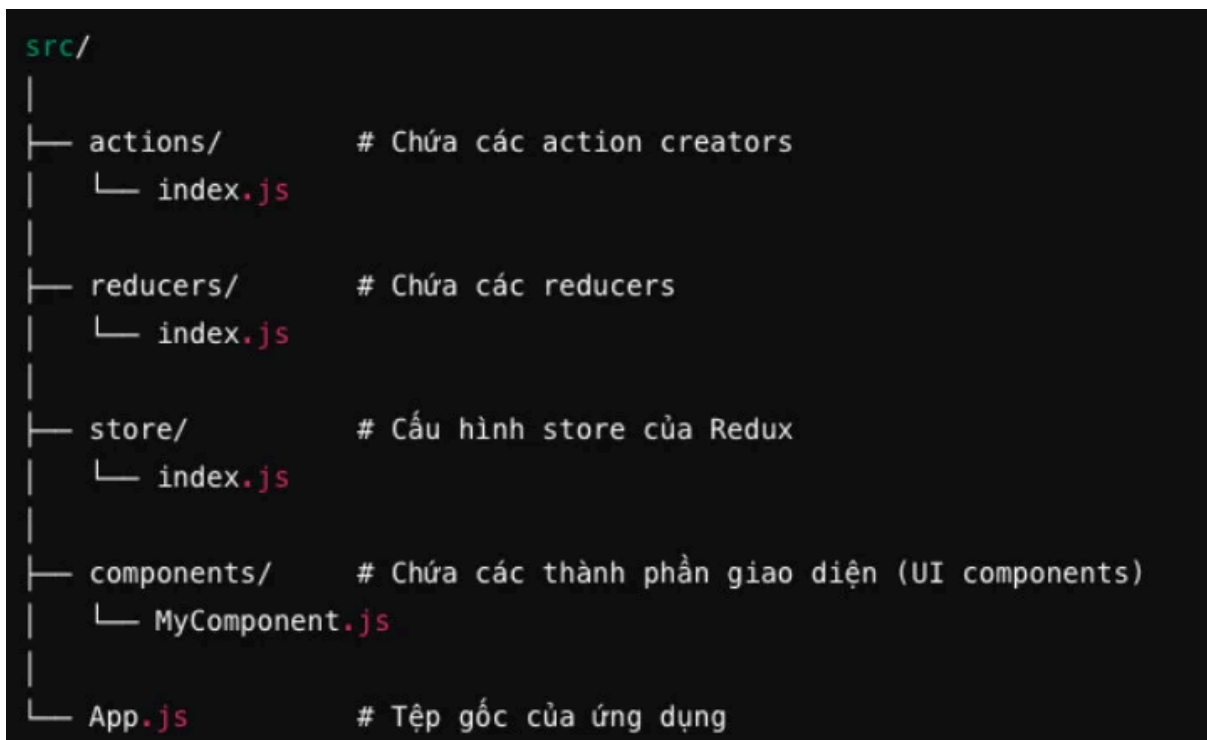 src/
│
├── actions/ # Chứa các action creators
│ └── index.js
│
├── reducers/ # Chứa các reducers
│ └── index.js
│
├── store/ # Cấu hình store của Redux
│ └── index.js
│
├── components/ # Chứa các thành phần giao diện (UI components)
│ └── MyComponent.js
│
└── App.js # Tệp gốc của ứng dụng